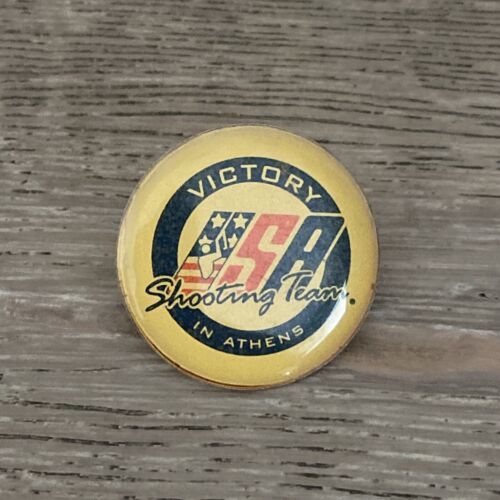 VICTORY
USA
Shooting Team
IN ATHENS